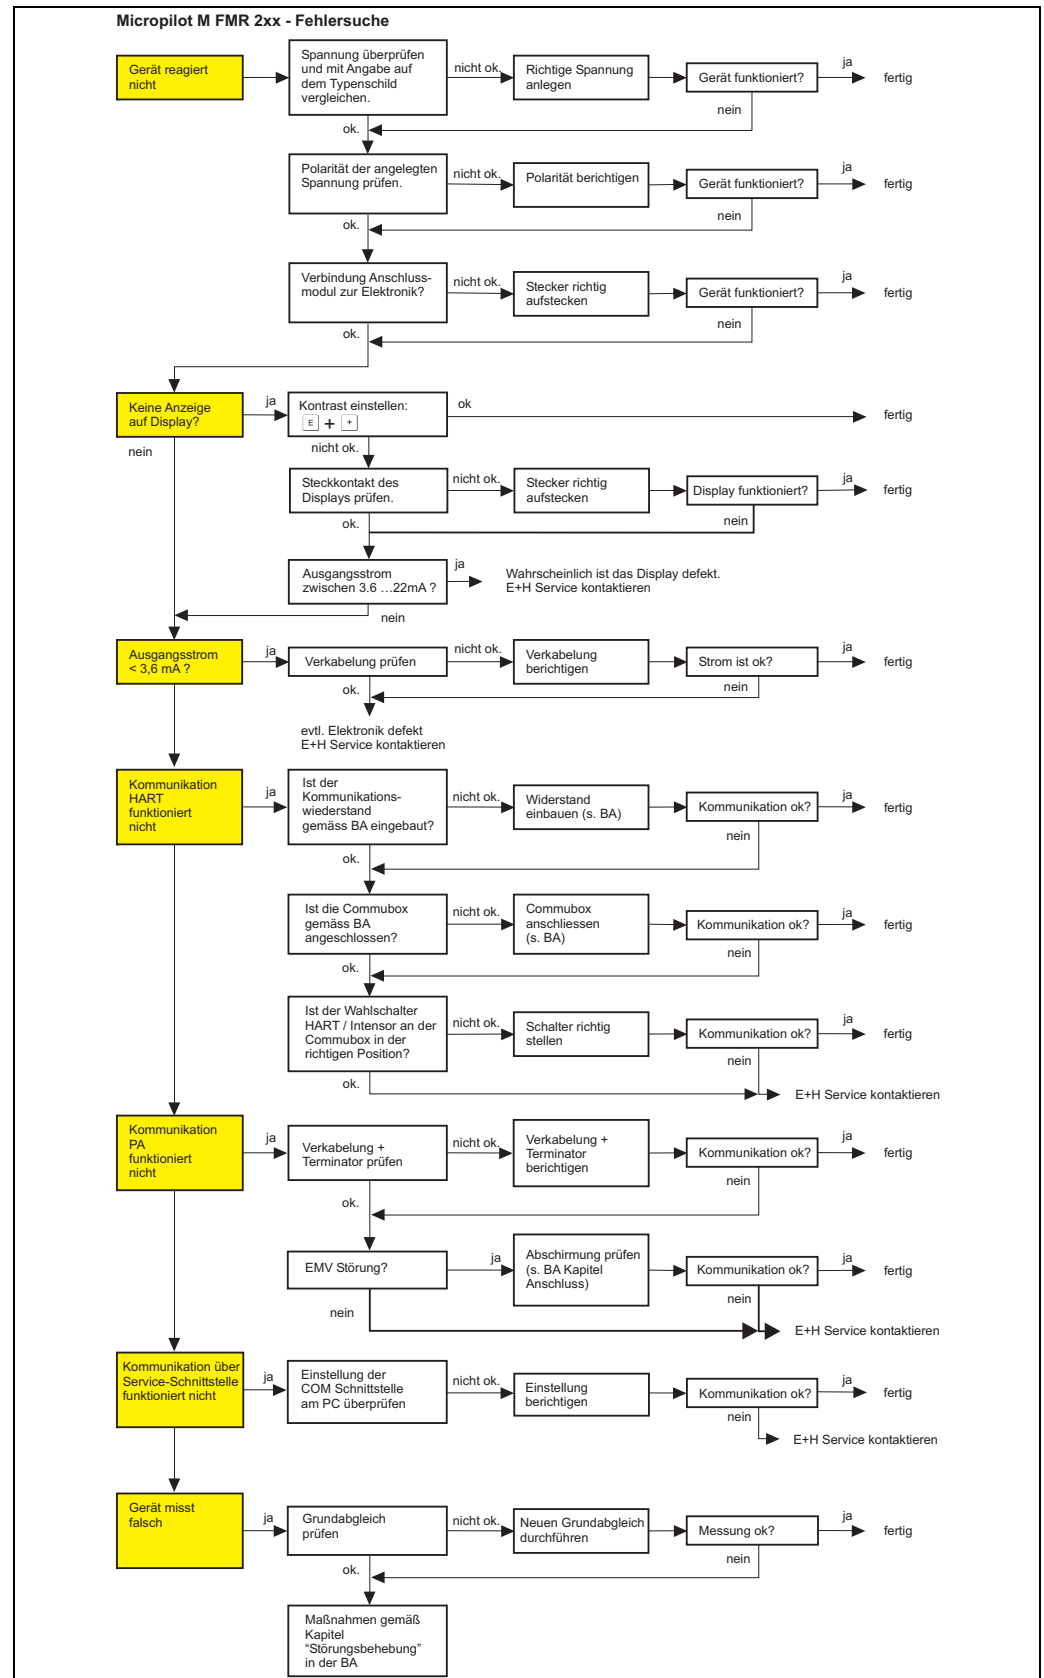 Micropilot M FMR 2xx - Fehlersuche
Gerät reagiert
nicht
Spannung überprüfen
und mit Angabe auf
dem Typenschild
vergleichen.
nicht ok.
Richtige Spannung
anlegen
Gerät funktioniert?
ja
fertig
nein
ok.
Polarität der angelegten
Spannung prüfen.
nicht ok.
Polarität berichtigen
Gerät funktioniert?
ja
fertig
nein
ok.
Verbindung Anschluss-
modul zur Elektronik?
nicht ok.
Stecker richtig
aufstecken
Gerät funktioniert?
ja
fertig
nein
ok.
Keine Anzeige
auf Display?
ja
Kontrast einstellen:
E + +
ok
fertig
nein
nicht ok.
Steckkontakt des
Displays prüfen.
nicht ok.
Stecker richtig
aufstecken
Display funktioniert?
ja
fertig
nein
ok.
Ausgangsstrom
zwischen 3.6 ...22mA ?
ja
Wahrscheinlich ist das Display defekt.
E+H Service kontaktieren
nein
Ausgangsstrom
< 3,6 mA ?
ja
Verkabelung prüfen
nicht ok.
Verkabelung
berichtigen
Strom ist ok?
ja
fertig
nein
ok.
evtl. Elektronik defekt
E+H Service kontaktieren
Kommunikation
HART
funktioniert
nicht
ja
Ist der
Kommunikations-
wiederstand
gemäss BA eingebaut?
nicht ok.
Widerstand
einbauen (s. BA)
Kommunikation ok?
ja
fertig
nein
ok.
Ist die Commubox
gemäss BA
angeschlossen?
nicht ok.
Commubox
anschliessen
(s. BA)
Kommunikation ok?
ja
fertig
nein
ok.
Ist der Wahlschalter
HART / Intensor an der
Commubox in der
richtigen Position?
nicht ok.
Schalter richtig
stellen
Kommunikation ok?
ja
fertig
nein
ok.
E+H Service kontaktieren
Kommunikation
PA
funktioniert
nicht
ja
Verkabelung +
Terminator prüfen
nicht ok.
Verkabelung +
Terminator
berichtigen
Kommunikation ok?
ja
fertig
nein
ok.
EMV Störung?
ja
Abschirmung prüfen
(s. BA Kapitel
Anschluss)
Kommunikation ok?
ja
fertig
nein
nein
E+H Service kontaktieren
Kommunikation über
Service-Schnittstelle
funktioniert nicht
ja
Einstellung der
COM Schnittstelle
am PC überprüfen
nicht ok.
Einstellung
berichtigen
Kommunikation ok?
ja
fertig
nein
E+H Service kontaktieren
Gerät misst
falsch
ja
Grundabgleich
prüfen
nicht ok.
Neuen Grundabgleich
durchführen
Messung ok?
ja
fertig
nein
ok.
Maßnahmen gemäß
Kapitel
“Störungsbehebung”
in der BA